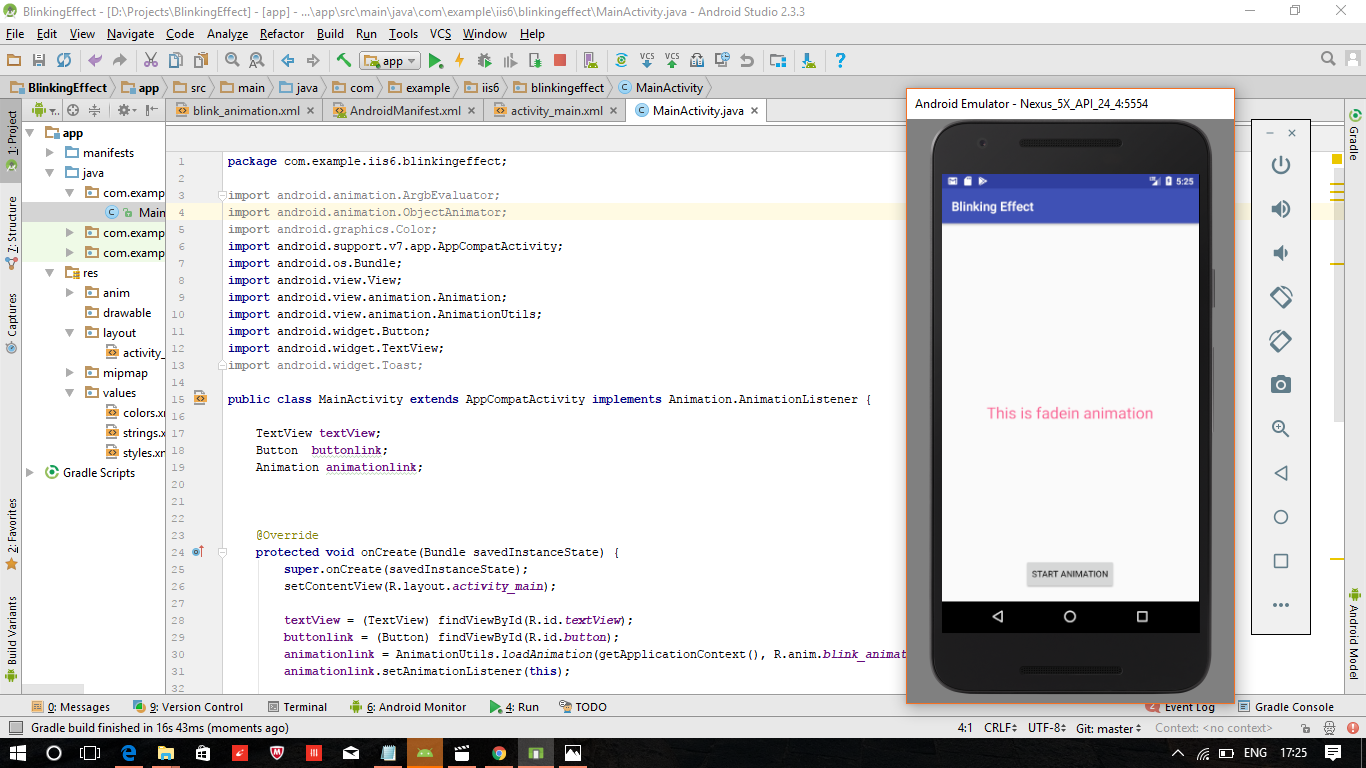 BlinkingEffect - [D:\Projects\BlinkingEffect] - [app] - ...\app\src\main\java\com\example\iis6\blinkingeffect\MainActivity.java - Android Studio 2.3.3
File Edit View Navigate Code Analyze Refactor Build Run Tools VCS Window Help
app VCS VCS
BlinkingEffect app src main java com example iis6 blinkingeffect MainActivity
blink_animation.xml AndroidManifest.xml activity_main.xml MainActivity.java
1: Project
7: Structure
Captures
2: Favorites
Build Variants
app
manifests
java
com.examp
Main
com.examp
com.examp
res
anim
drawable
layout
activity_
mipmap
values
colors.x
strings.x
styles.xm
Gradle Scripts
1 package com.example.iis6.blinkingeffect;
2
3 import android.animation.ArgbEvaluator;
4 import android.animation.ObjectAnimator;
5 import android.graphics.Color;
6 import android.support.v7.app.AppCompatActivity;
7 import android.os.Bundle;
8 import android.view.View;
9 import android.view.animation.Animation;
10 import android.view.animation.AnimationUtils;
11 import android.widget.Button;
12 import android.widget.TextView;
13 import android.widget.Toast;
14
15 public class MainActivity extends AppCompatActivity implements Animation.AnimationListener {
16
17 TextView textView;
18 Button buttonlink;
19 Animation animationlink;
20
21
22
23 @Override
24 protected void onCreate(Bundle savedInstanceState) {
25 super.onCreate(savedInstanceState);
26 setContentView(R.layout.activity_main);
27
28 textView = (TextView) findViewById(R.id.textView);
29 buttonlink = (Button) findViewById(R.id.button);
30 animationlink = AnimationUtils.loadAnimation(getApplicationContext(), R.anim.blink_animat
31 animationlink.setAnimationListener(this);
32
Android Emulator - Nexus_5X_API_24_4:5554
5:25
Blinking Effect
This is fadein animation
START ANIMATION
Gradle
Android Model
0: Messages 9: Version Control Terminal 6: Android Monitor 4: Run TODO 2 Event Log Gradle Console
Gradle build finished in 16s 43ms (moments ago) 4:1 CRLF UTF-8 Git: master Context: <no context>
ENG 17:25